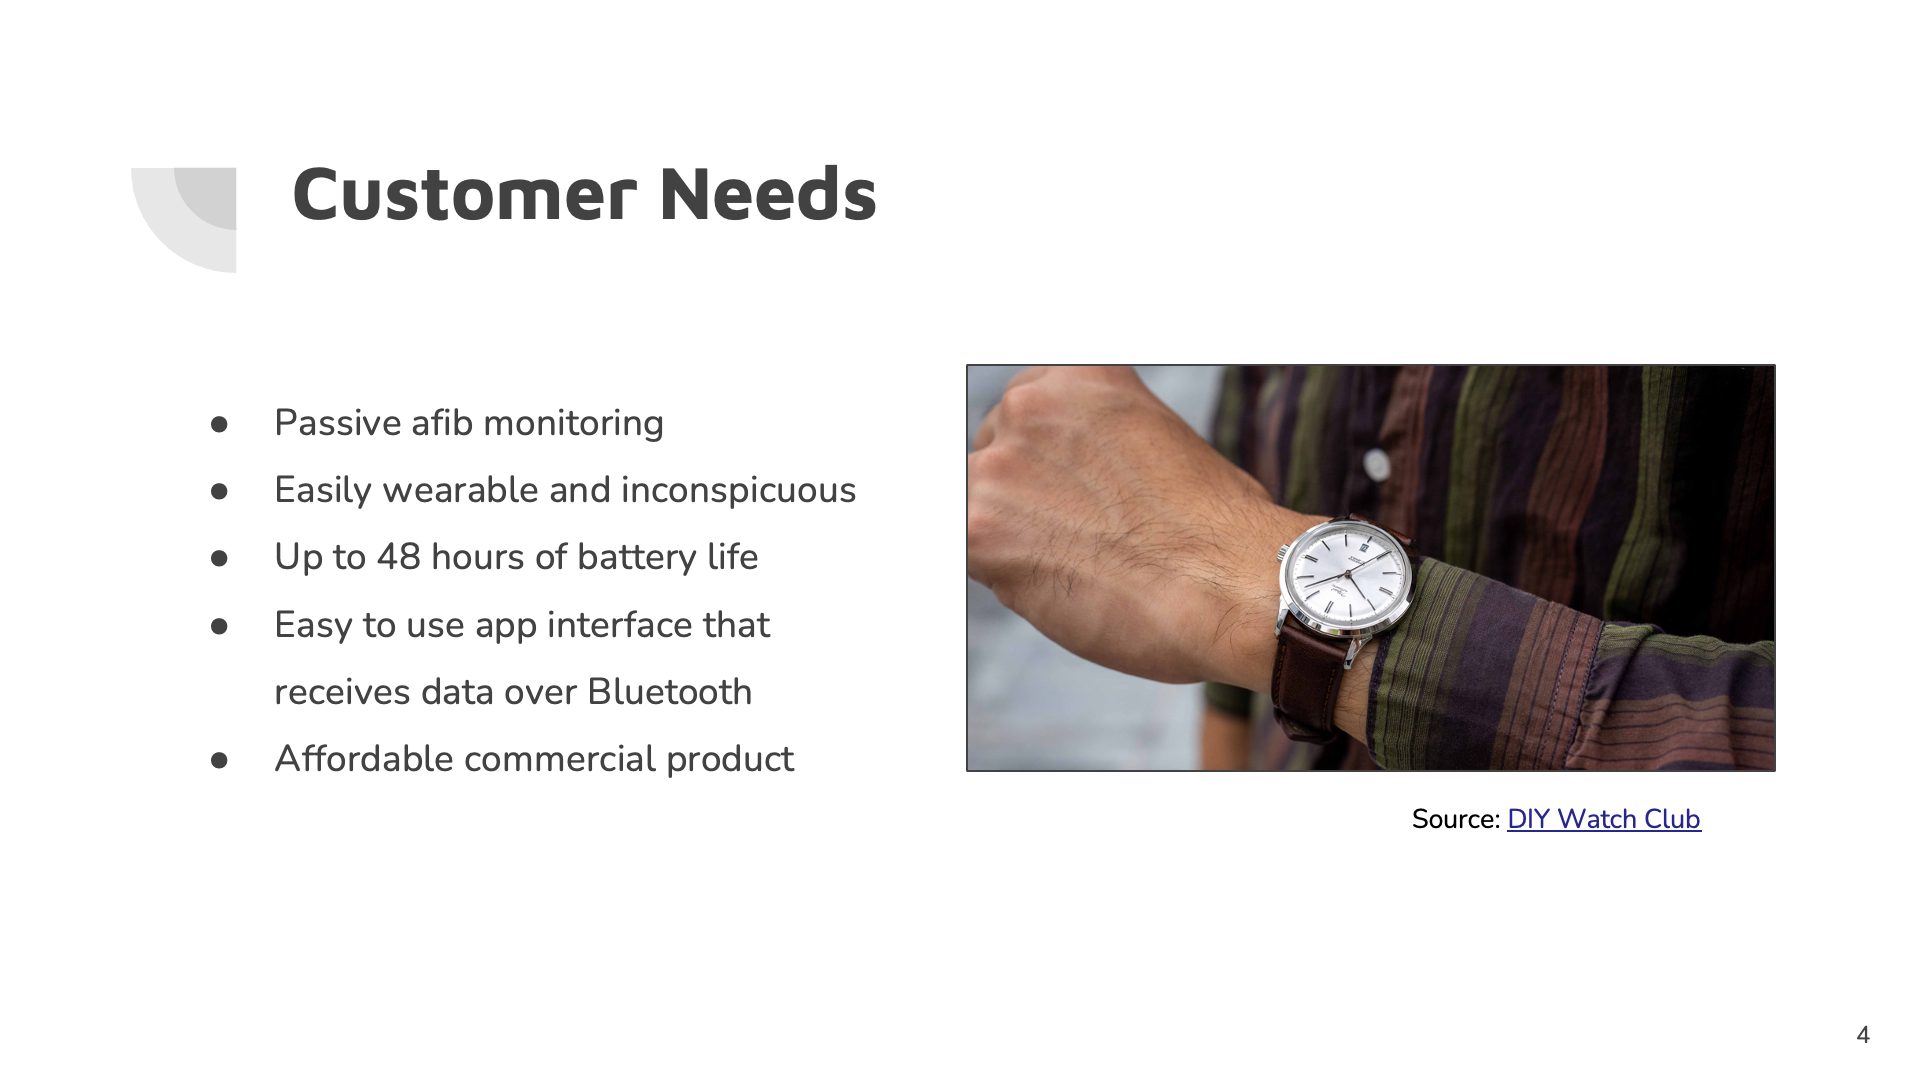 Customer Needs
● Passive afib monitoring
● Easily wearable and inconspicuous
● Up to 48 hours of battery life
● Easy to use app interface that
receives data over Bluetooth
● Affordable commercial product
Source: DIY Watch Club
4